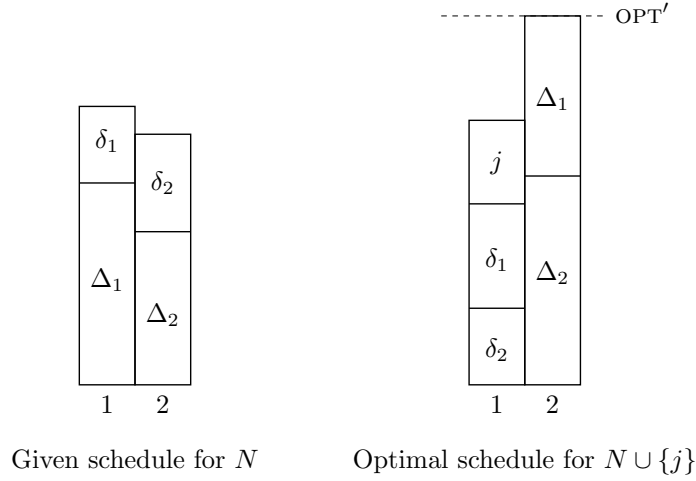 OPT′
Δ₁
δ₁
j
δ₂
Δ₁
δ₁
Δ₂
Δ₂
δ₂
1 2
1 2
Given schedule for N
Optimal schedule for N ∪ {j}